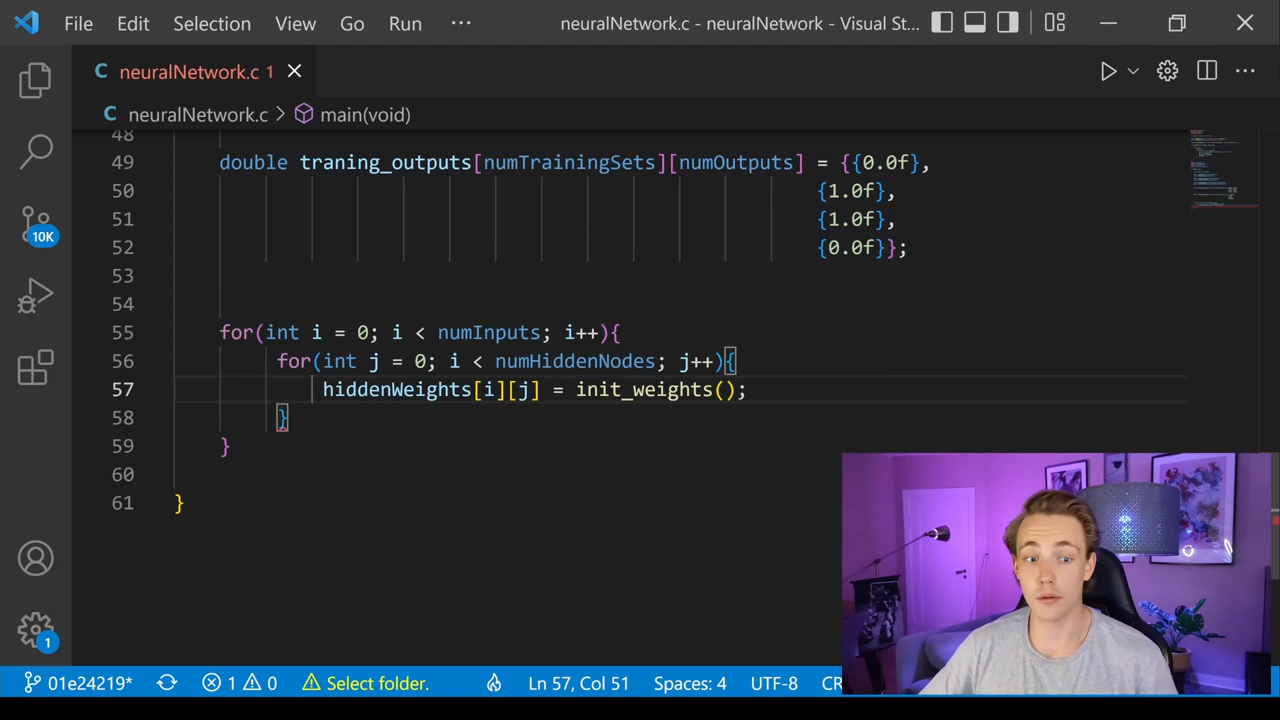 File Edit Selection View Go Run ··· neuralNetwork.c - neuralNetwork - Visual St...
C neuralNetwork.c 1
C neuralNetwork.c > main(void)
48
49 double traning_outputs[numTrainingSets][numOutputs] = {{0.0f},
50 {1.0f},
51 {1.0f},
52 {0.0f}};
53
54
55 for(int i = 0; i < numInputs; i++){
56 for(int j = 0; i < numHiddenNodes; j++){
57 hiddenWeights[i][j] = init_weights();
58 }
59 }
60
61 }
10K
1
01e24219* 1 0 Select folder. Ln 57, Col 51 Spaces: 4 UTF-8 CR